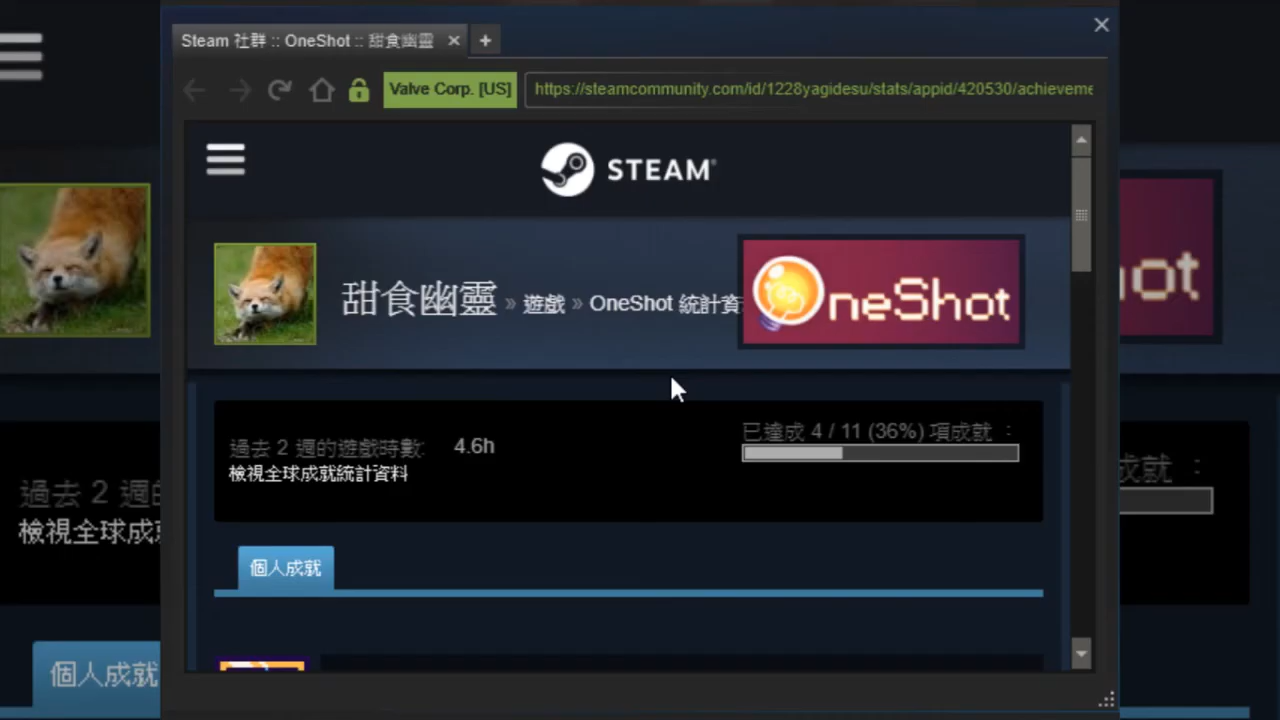 Steam 社群 :: OneShot :: 甜食幽靈
Valve Corp. [US]
https://steamcommunity.com/id/1228yagidesu/stats/appid/420530/achieveme
STEAM
甜食幽靈 » 遊戲 » OneShot 統計資
OneShot
過去 2 週的遊戲時數: 4.6h
已達成 4 / 11 (36%) 項成就 :
檢視全球成就統計資料
個人成就
ot
過去 2 週
檢視全球成
成就 :
個人成就